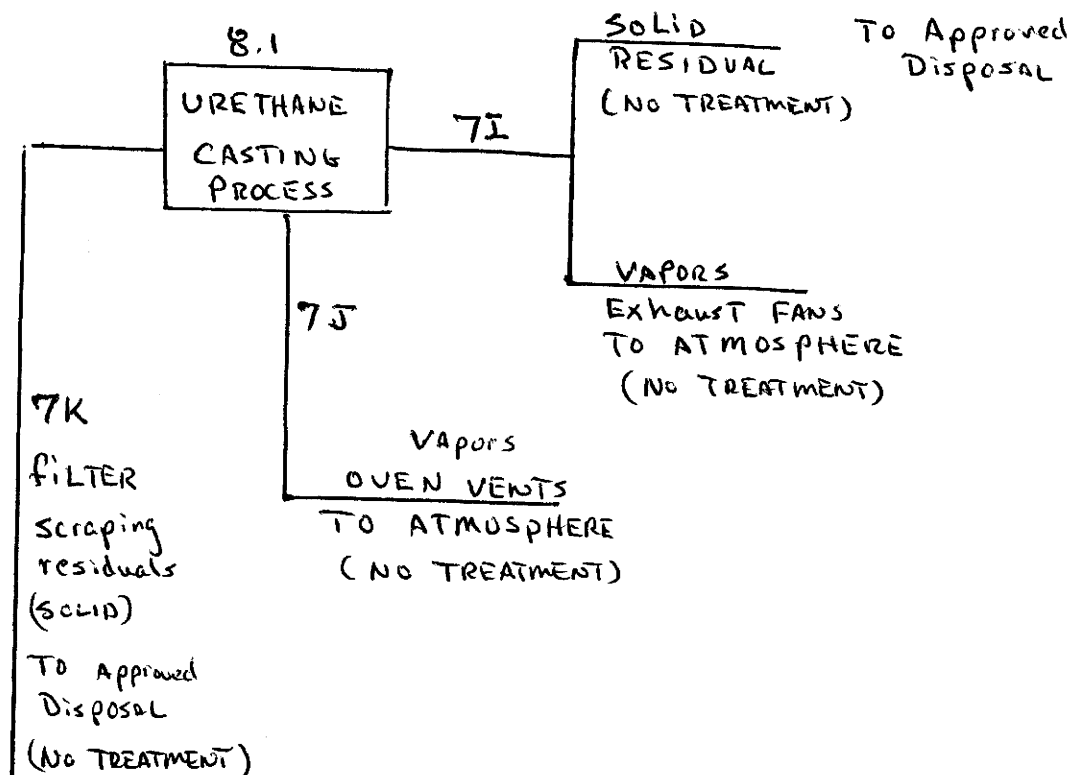 8.1
URETHANE
CASTING
PROCESS
7I
SOLID
RESIDUAL
(NO TREATMENT)
To Approved
Disposal
VAPORS
Exhaust FANS
TO ATMOSPHERE
(NO TREATMENT)
7J
Vapors
OVEN VENTS
TO ATMOSPHERE
(NO TREATMENT)
7K
filTER
scraping
residuals
(SOLID)
To Approved
Disposal
(NO TREATMENT)